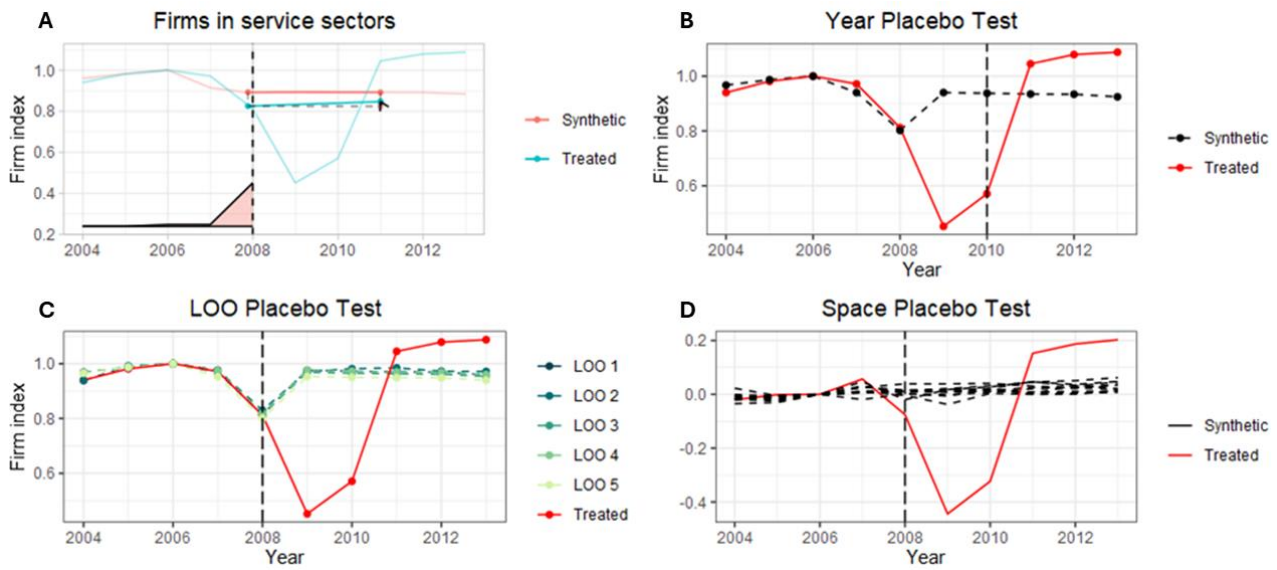 A
Firms in service sectors
Firm index
1.0
0.8
0.6
0.4
0.2
2004 2006 2008 2010 2012
Synthetic
Treated
B
Year Placebo Test
Firm index
1.0
0.8
0.6
2004 2006 2008 2010 2012
Year
Synthetic
Treated
C
LOO Placebo Test
Firm index
1.0
0.8
0.6
2004 2006 2008 2010 2012
Year
LOO 1
LOO 2
LOO 3
LOO 4
LOO 5
Treated
D
Space Placebo Test
0.2
0.0
-0.2
-0.4
2004 2006 2008 2010 2012
Year
Synthetic
Treated